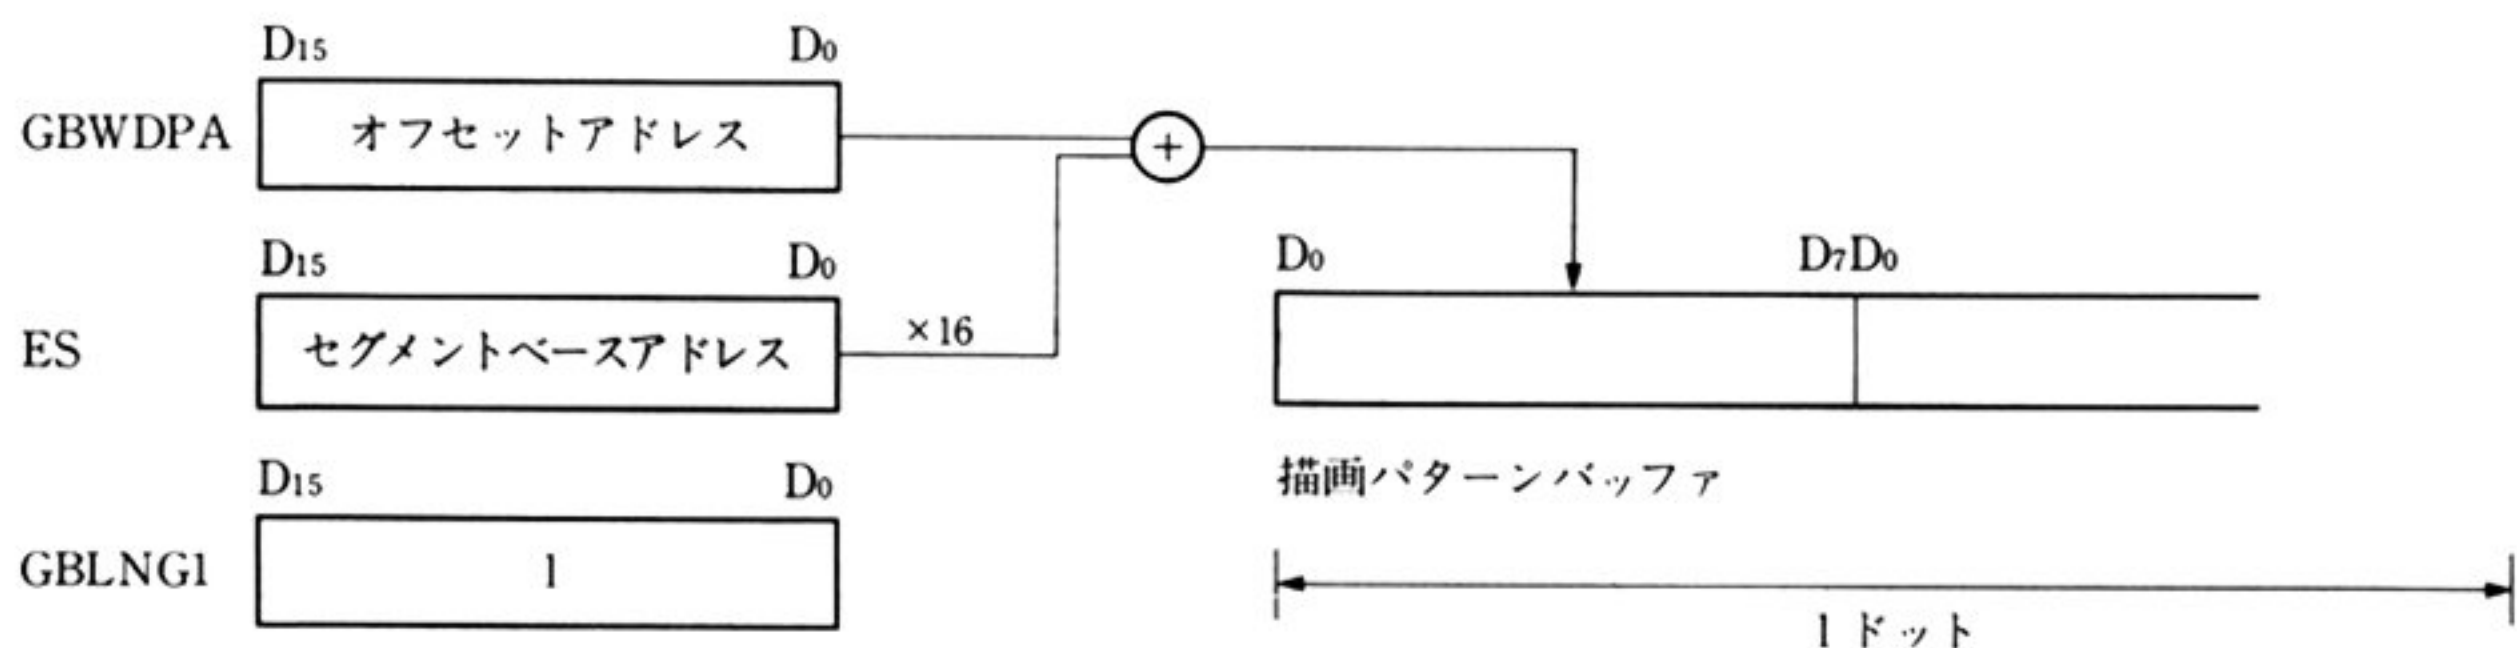 D15 D0
GBWDPA オフセットアドレス +
D15 D0 D0 D7D0
ES セグメントベースアドレス ×16
D15 D0 描画パターンバッファ
GBLNG1 l
l ドット